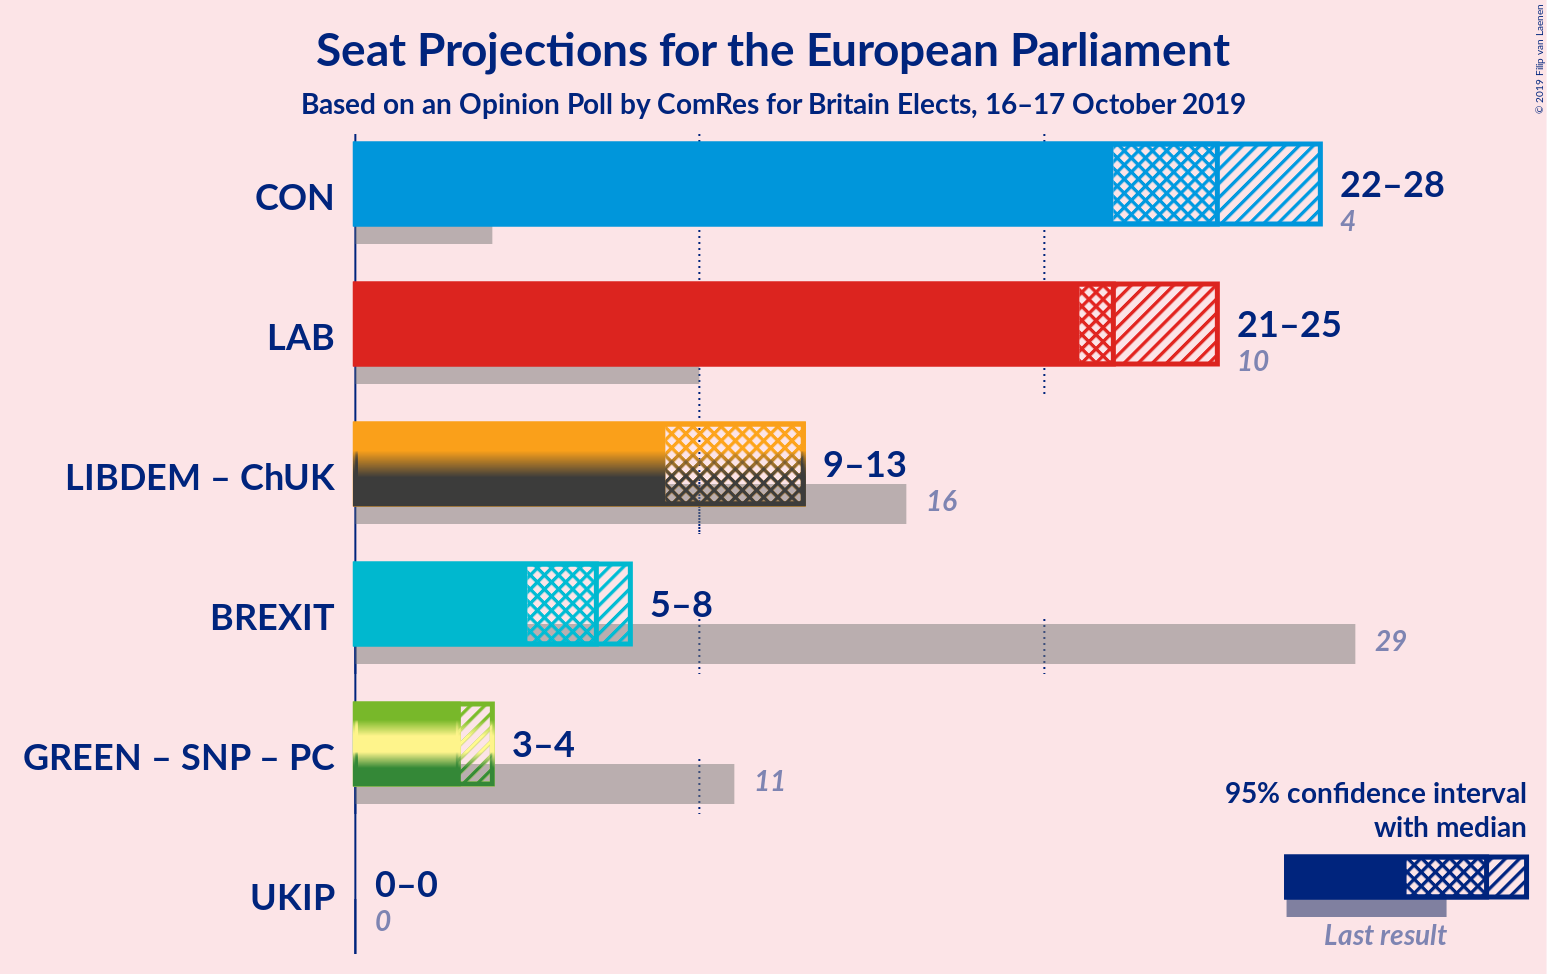 Seat Projections for the European Parliament
Based on an Opinion Poll by ComRes for Britain Elects, 16–17 October 2019
© 2019 Filip van Laenen
CON
22–28
4
LAB
21–25
10
LIBDEM – ChUK
9–13
16
BREXIT
5–8
29
GREEN – SNP – PC
3–4
11
UKIP
0–0
0
95% confidence interval
with median
Last result